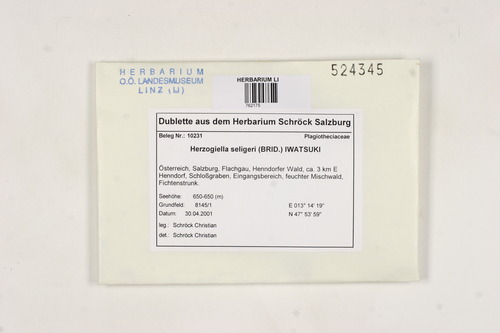 HERBARIUM
O.Ö. LANDESMUSEUM
LINZ (LI)
HERBARIUM LI
762175
524345
Dublette aus dem Herbarium Schröck Salzburg
Beleg Nr.: 10231 Plagiotheciaceae
Herzogiella seligeri (BRID.) IWATSUKI
Österreich, Salzburg, Flachgau, Henndorfer Wald, ca. 3 km E
Henndorf, Schloßgraben, Eingangsbereich, feuchter Mischwald,
Fichtenstrunk.
Seehöhe: 650-650 (m)
Grundfeld: 8145/1 E 013° 14' 19"
Datum: 30.04.2001 N 47° 53' 59"
leg.: Schröck Christian
det.: Schröck Christian